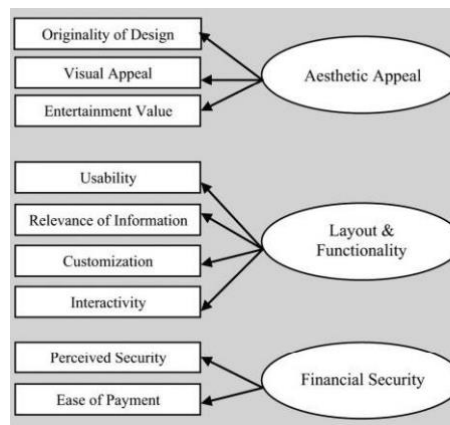 Originality of Design
Visual Appeal
Entertainment Value
Aesthetic Appeal
Usability
Relevance of Information
Customization
Interactivity
Layout &
Functionality
Perceived Security
Ease of Payment
Financial Security